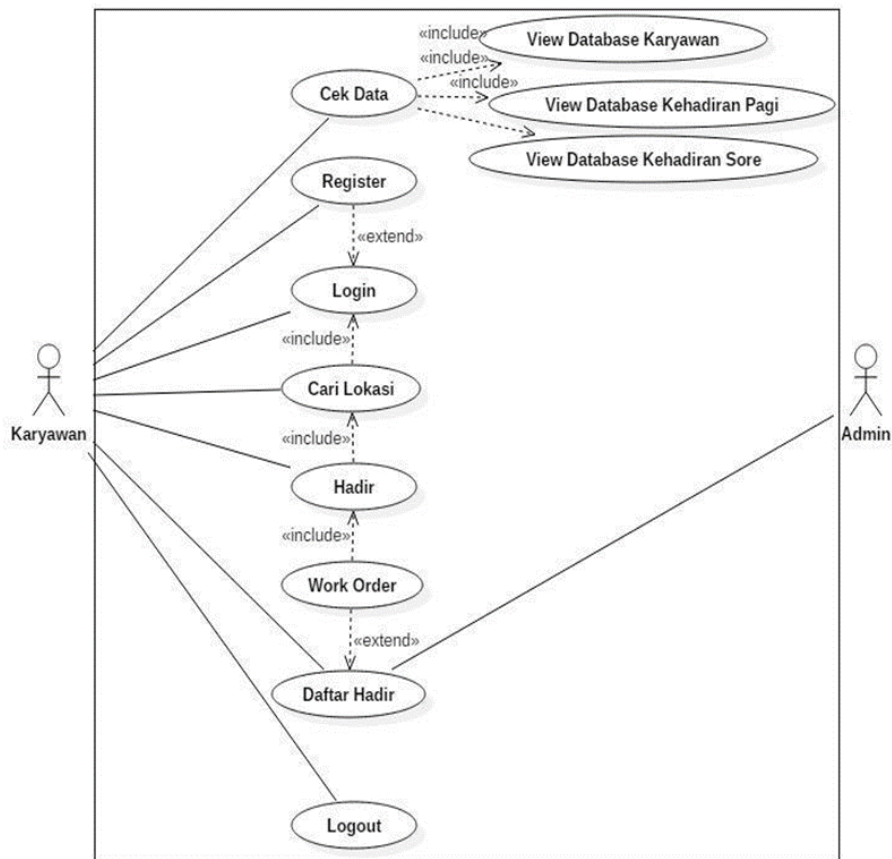 «include»
View Database Karyawan
«include»
Cek Data
«include»
View Database Kehadiran Pagi
View Database Kehadiran Sore
Register
«extend»
Login
«include»
Cari Lokasi
Karyawan
Admin
«include»
Hadir
«include»
Work Order
«extend»
Daftar Hadir
Logout